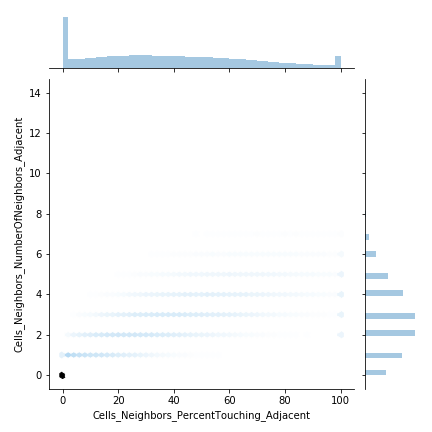 14
12
10
8
6
4
2
0
Cells_Neighbors_NumberOfNeighbors_Adjacent
0 20 40 60 80 100
Cells_Neighbors_PercentTouching_Adjacent